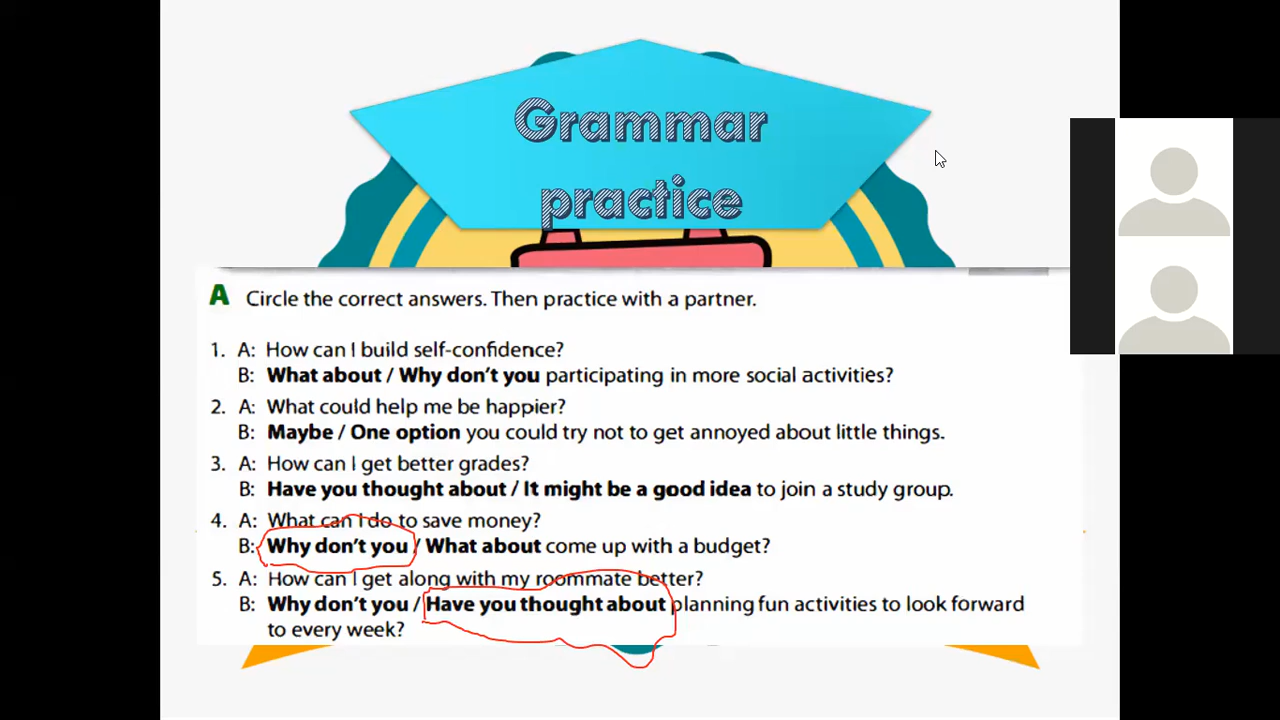 Grammar
practice
A Circle the correct answers. Then practice with a partner.
1. A: How can I build self-confidence?
B: What about / Why don't you participating in more social activities?
2. A: What could help me be happier?
B: Maybe / One option you could try not to get annoyed about little things.
3. A: How can I get better grades?
B: Have you thought about / It might be a good idea to join a study group.
4. A: What can I do to save money?
B: Why don't you / What about come up with a budget?
5. A: How can I get along with my roommate better?
B: Why don't you / Have you thought about planning fun activities to look forward
to every week?